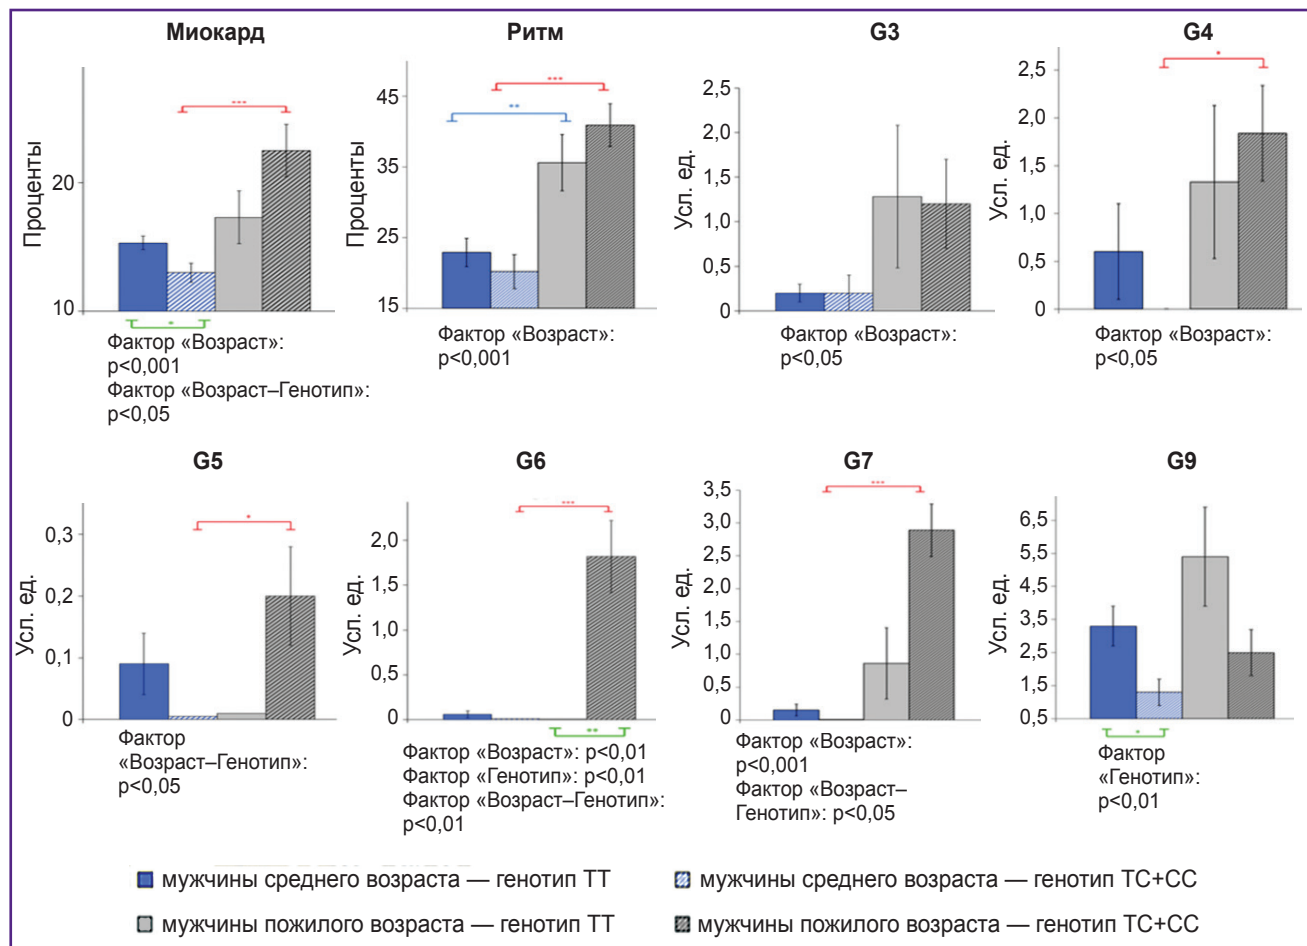 Миокард
Ритм
G3
G4
Проценты
20
10
***
*
Фактор «Возраст»:
p<0,001
Фактор «Возраст–Генотип»:
p<0,05
Проценты
45
35
25
15
**
***
Фактор «Возраст»:
p<0,001
Усл. ед.
2,5
2,0
1,5
1,0
0,5
0
Фактор «Возраст»:
p<0,05
Усл. ед.
2,5
2,0
1,5
1,0
0,5
0
*
Фактор «Возраст»:
p<0,05
G5
G6
G7
G9
Усл. ед.
0,3
0,2
0,1
0
*
Фактор
«Возраст–Генотип»:
p<0,05
Усл. ед.
2,0
1,5
1,0
0,5
0
***
**
Фактор «Возраст»: p<0,01
Фактор «Генотип»: p<0,01
Фактор «Возраст–Генотип»:
p<0,01
Усл. ед.
3,5
3,0
2,5
2,0
1,5
1,0
0,5
0
***
Фактор «Возраст»:
p<0,001
Фактор «Возраст–
Генотип»: p<0,05
Усл. ед.
6,5
5,5
4,5
3,5
2,5
1,5
0,5
*
Фактор
«Генотип»:
p<0,01
мужчины среднего возраста — генотип ТТ
мужчины среднего возраста — генотип ТС+СС
мужчины пожилого возраста — генотип ТТ
мужчины пожилого возраста — генотип ТС+СС